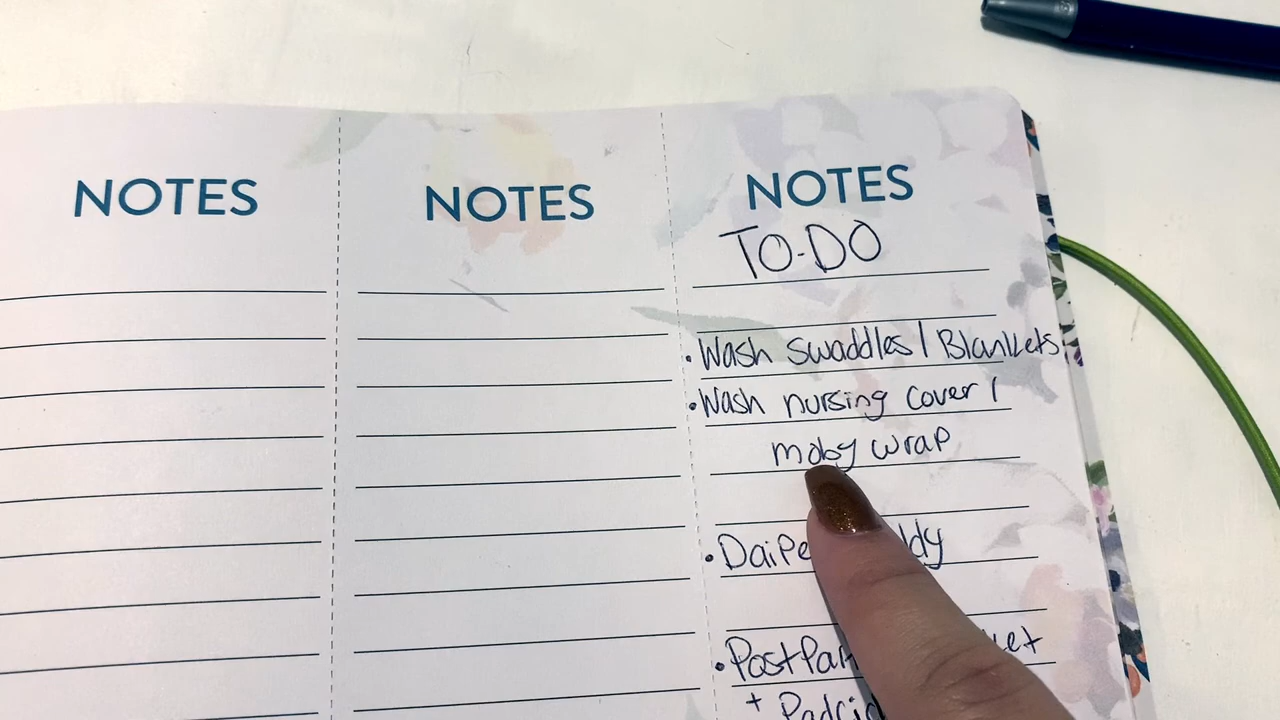 NOTES
NOTES
NOTES
TO-DO
• Wash swaddles / Blankets
• Wash nursing cover /
moby wrap
•
•
+